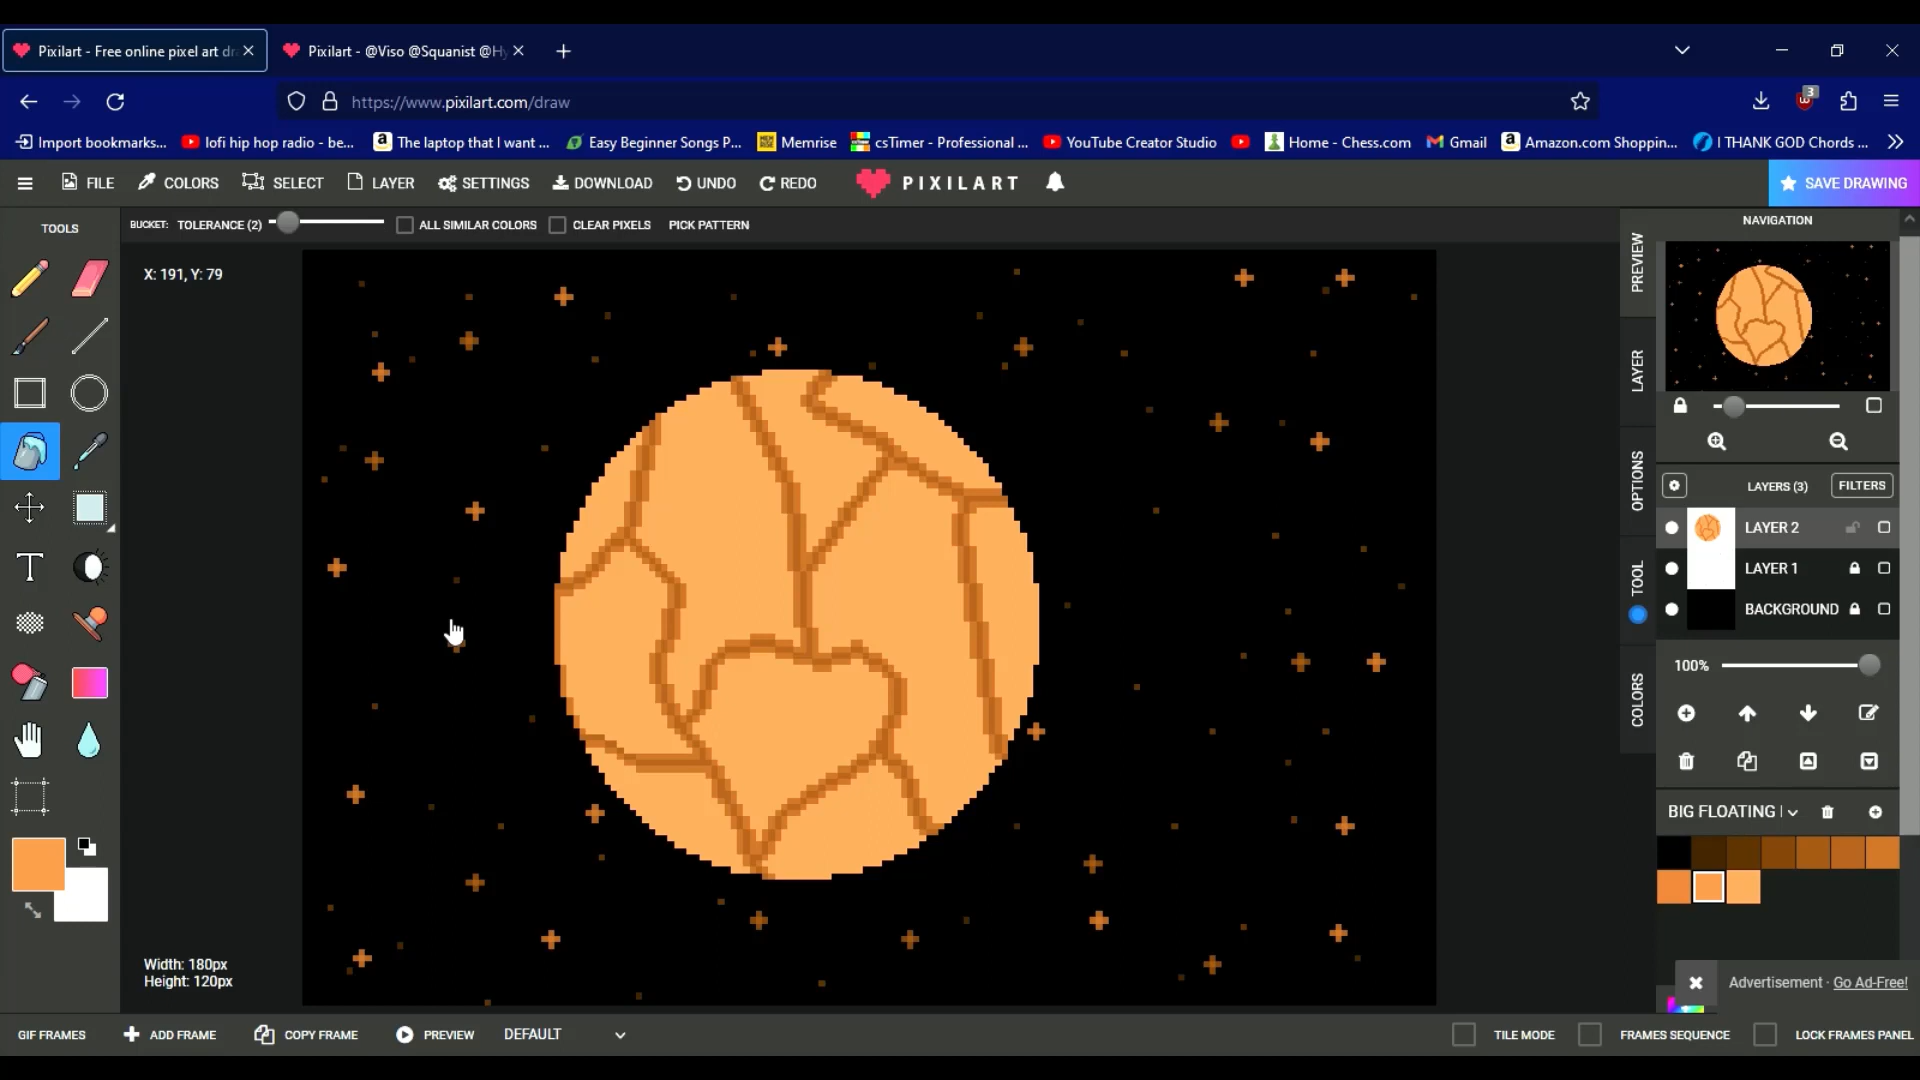 Pixilart - Free online pixel art dr
Pixilart - @Viso @Squanist @Hy
https://www.pixilart.com/draw
3
Import bookmarks...
lofi hip hop radio - be...
The laptop that I want ...
Easy Beginner Songs P...
Memrise
csTimer - Professional ...
YouTube Creator Studio
Home - Chess.com
Gmail
Amazon.com Shoppin...
I THANK GOD Chords ...
FILE
COLORS
SELECT
LAYER
SETTINGS
DOWNLOAD
UNDO
REDO
PIXILART
SAVE DRAWING
TOOLS
BUCKET: TOLERANCE (2)
ALL SIMILAR COLORS
CLEAR PIXELS
PICK PATTERN
NAVIGATION
X: 191, Y: 79
PREVIEW
LAYER
OPTIONS
TOOL
COLORS
LAYERS (3)
FILTERS
LAYER 2
LAYER 1
BACKGROUND
100%
BIG FLOATING
Width: 180px
Height: 120px
Advertisement · Go Ad-Free!
GIF FRAMES
ADD FRAME
COPY FRAME
PREVIEW
DEFAULT
TILE MODE
FRAMES SEQUENCE
LOCK FRAMES PANEL